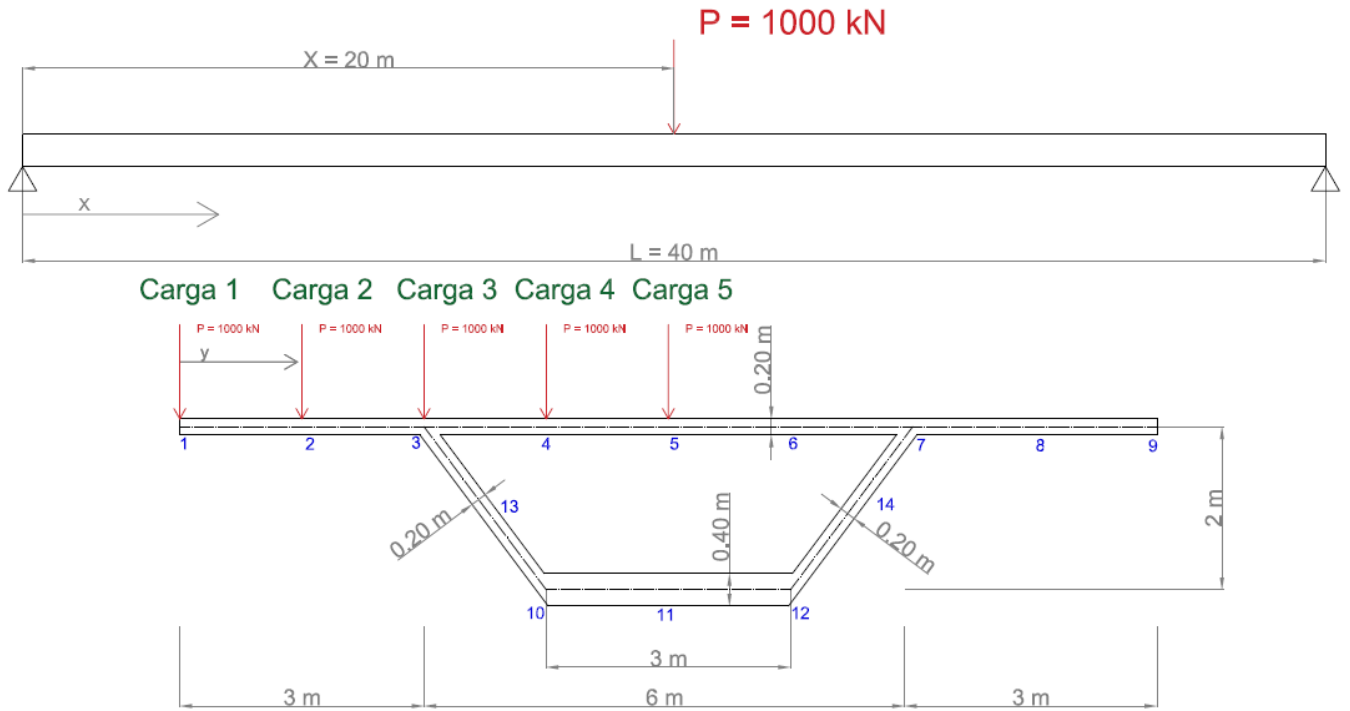 P = 1000 kN
X = 20 m
x
L = 40 m
Carga 1 Carga 2 Carga 3 Carga 4 Carga 5
P = 1000 kN P = 1000 kN P = 1000 kN P = 1000 kN P = 1000 kN
y
0.20 m
1 2 3 4 5 6 7 8 9
13 14
0.20 m 0.40 m 0.20 m 2 m
10 11 12
3 m
3 m 6 m 3 m